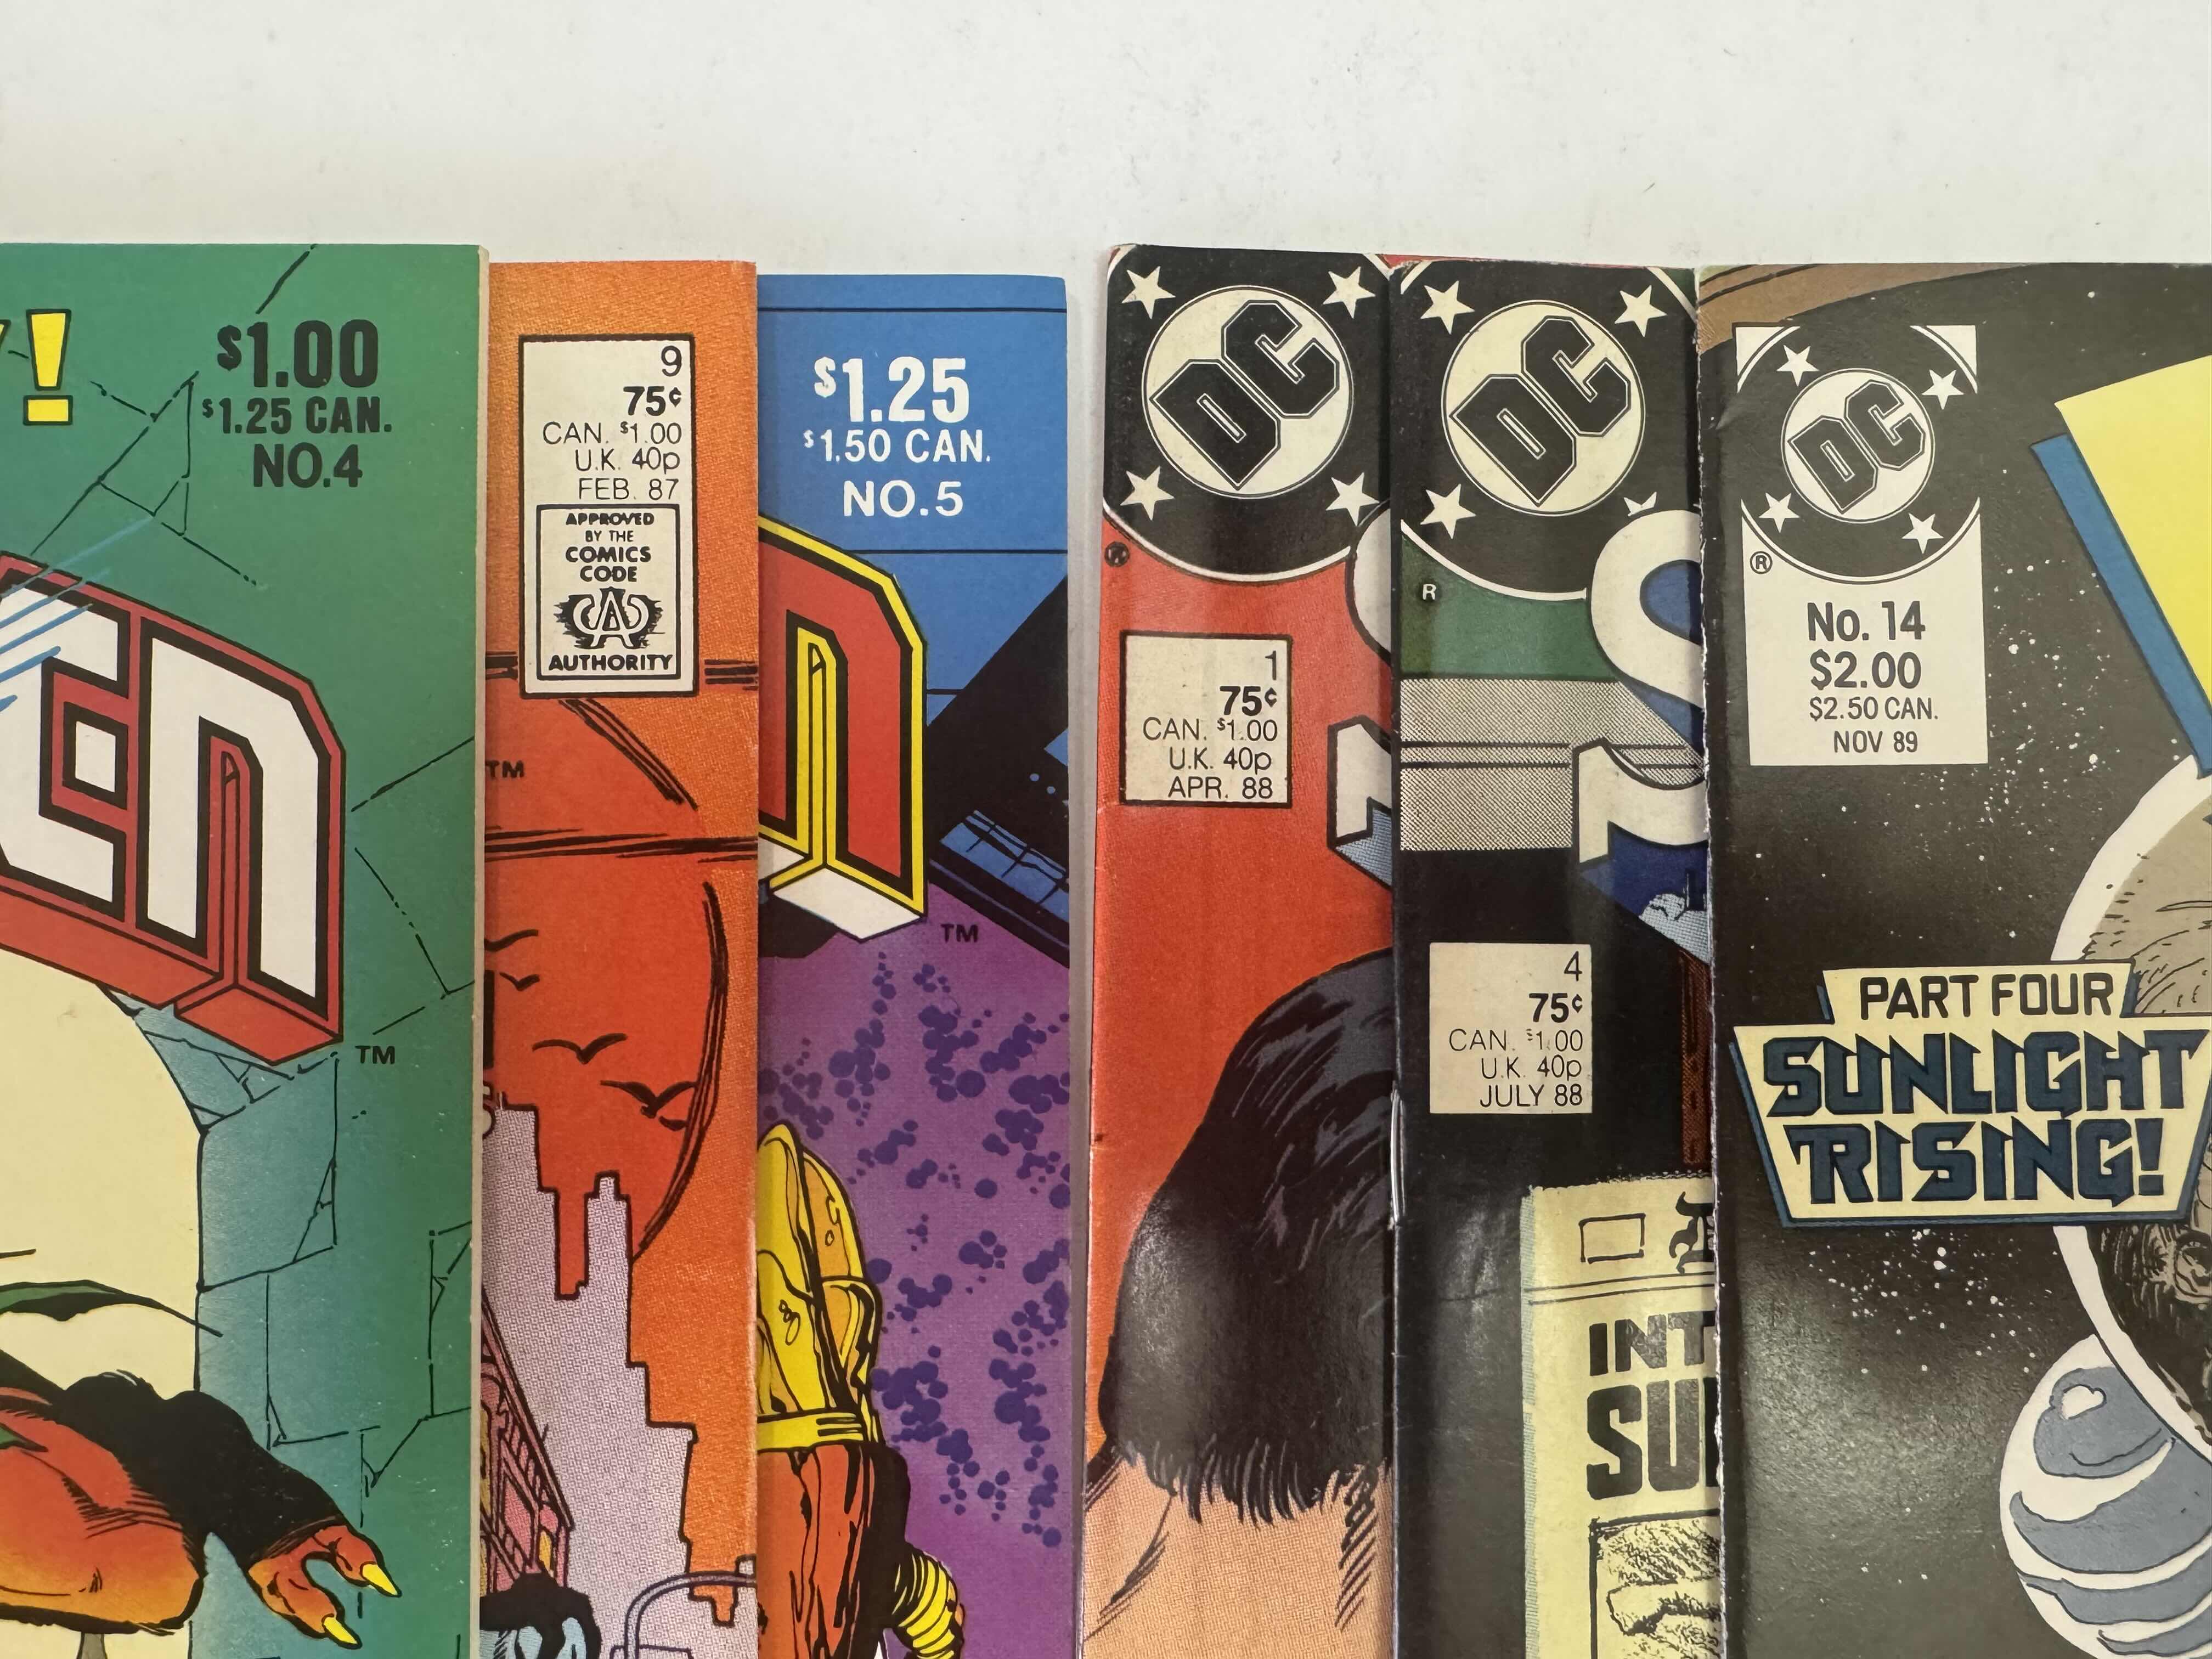 !
$1.00
$1.25 CAN.
NO.4
TM
9
75¢
CAN. $1.00
U.K. 40p
FEB. 87
APPROVED
BY THE
COMICS
CODE
CA
AUTHORITY
TM
$1.25
$1.50 CAN.
NO.5
n
TM
DC
®
1
75¢
CAN. $1.00
U.K. 40p
APR. 88
DC
R
S
4
75¢
CAN. $1.00
U.K. 40p
JULY 88
INT
SU
DC
®
No. 14
$2.00
$2.50 CAN.
NOV 89
PART FOUR
SUNLIGHT
RISING!